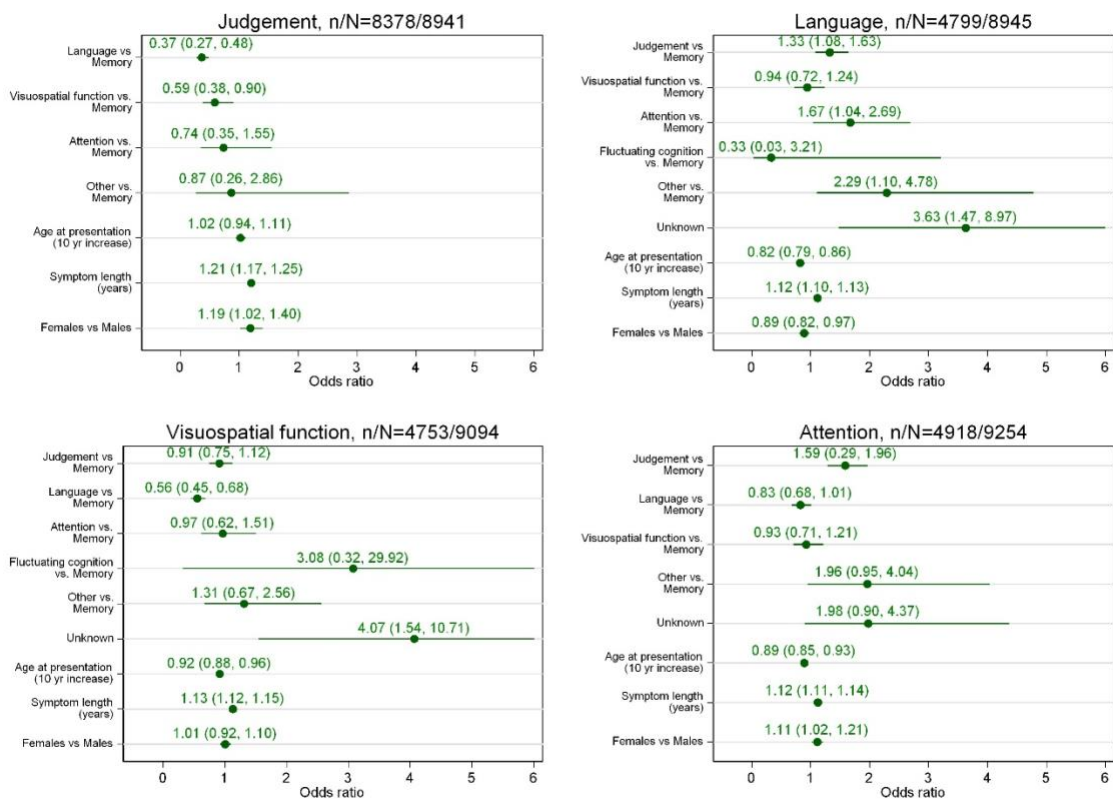 Judgement, n/N=8378/8941
Language vs
Memory
0.37 (0.27, 0.48)
Visuospatial function vs.
Memory
0.59 (0.38, 0.90)
Attention vs.
Memory
0.74 (0.35, 1.55)
Other vs.
Memory
0.87 (0.26, 2.86)
Age at presentation
(10 yr increase)
1.02 (0.94, 1.11)
Symptom length
(years)
1.21 (1.17, 1.25)
Females vs Males
1.19 (1.02, 1.40)
0 1 2 3 4 5 6
Odds ratio
Language, n/N=4799/8945
Judgement vs
Memory
1.33 (1.08, 1.63)
Visuospatial function vs.
Memory
0.94 (0.72, 1.24)
Attention vs.
Memory
1.67 (1.04, 2.69)
Fluctuating cognition
vs. Memory
0.33 (0.03, 3.21)
Other vs.
Memory
2.29 (1.10, 4.78)
Unknown
3.63 (1.47, 8.97)
Age at presentation
(10 yr increase)
0.82 (0.79, 0.86)
Symptom length
(years)
1.12 (1.10, 1.13)
Females vs Males
0.89 (0.82, 0.97)
0 1 2 3 4 5 6
Odds ratio
Visuospatial function, n/N=4753/9094
Judgement vs
Memory
0.91 (0.75, 1.12)
Language vs
Memory
0.56 (0.45, 0.68)
Attention vs.
Memory
0.97 (0.62, 1.51)
Fluctuating cognition
vs. Memory
3.08 (0.32, 29.92)
Other vs.
Memory
1.31 (0.67, 2.56)
Unknown
4.07 (1.54, 10.71)
Age at presentation
(10 yr increase)
0.92 (0.88, 0.96)
Symptom length
(years)
1.13 (1.12, 1.15)
Females vs Males
1.01 (0.92, 1.10)
0 1 2 3 4 5 6
Odds ratio
Attention, n/N=4918/9254
Judgement vs
Memory
1.59 (0.29, 1.96)
Language vs
Memory
0.83 (0.68, 1.01)
Visuospatial function vs.
Memory
0.93 (0.71, 1.21)
Other vs.
Memory
1.96 (0.95, 4.04)
Unknown
1.98 (0.90, 4.37)
Age at presentation
(10 yr increase)
0.89 (0.85, 0.93)
Symptom length
(years)
1.12 (1.11, 1.14)
Females vs Males
1.11 (1.02, 1.21)
0 1 2 3 4 5 6
Odds ratio